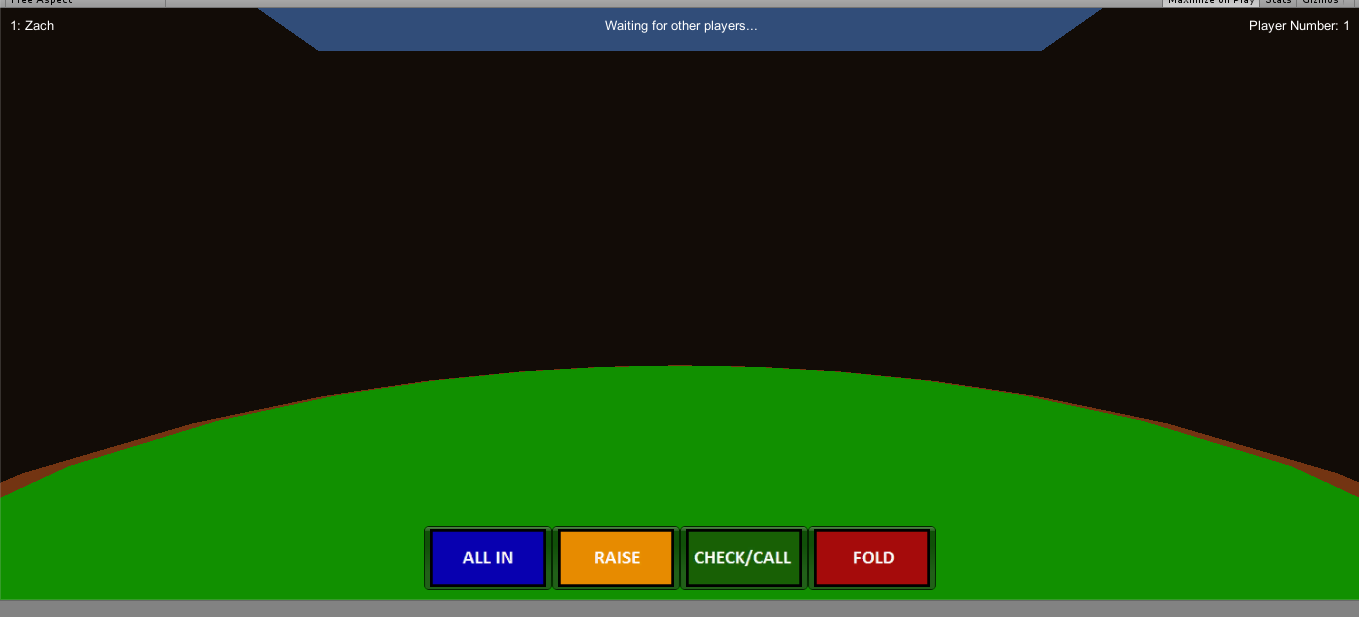 Free Aspect
Maximize on Play
Stats
Gizmos
1: Zach
Waiting for other players...
Player Number: 1
ALL IN
RAISE
CHECK/CALL
FOLD